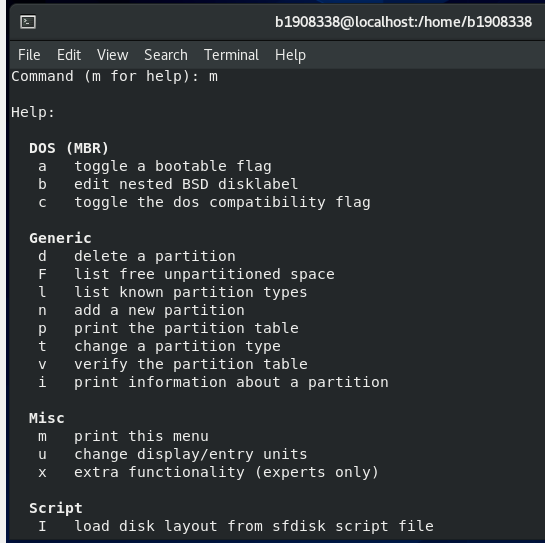 b1908338@localhost:/home/b1908338
File Edit View Search Terminal Help
Command (m for help): m
Help:
DOS (MBR)
a toggle a bootable flag
b edit nested BSD disklabel
c toggle the dos compatibility flag
Generic
d delete a partition
F list free unpartitioned space
l list known partition types
n add a new partition
p print the partition table
t change a partition type
v verify the partition table
i print information about a partition
Misc
m print this menu
u change display/entry units
x extra functionality (experts only)
Script
I load disk layout from sfdisk script file